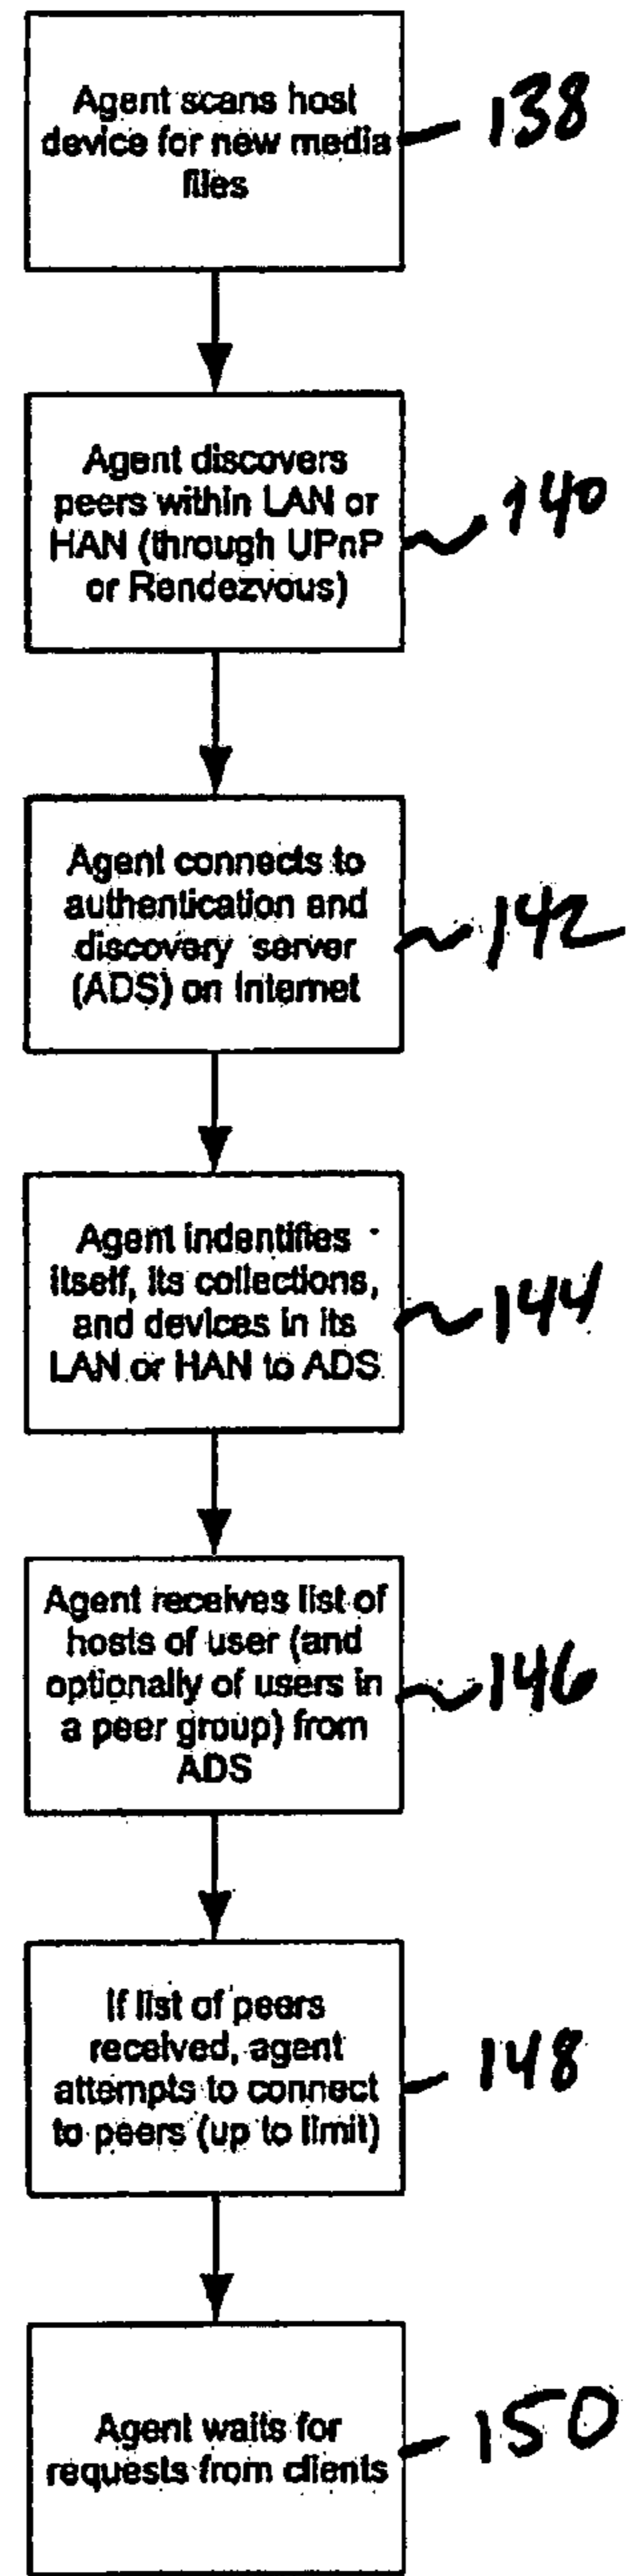 Agent scans host
device for new media
files
138
Agent discovers
peers within LAN or
HAN (through UPnP
or Rendezvous)
140
Agent connects to
authentication and
discovery server
(ADS) on Internet
142
Agent indentifies
itself, its collections,
and devices in its
LAN or HAN to ADS
144
Agent receives list of
hosts of user (and
optionally of users in
a peer group) from
ADS
146
If list of peers
received, agent
attempts to connect
to peers (up to limit)
148
Agent waits for
requests from clients
150